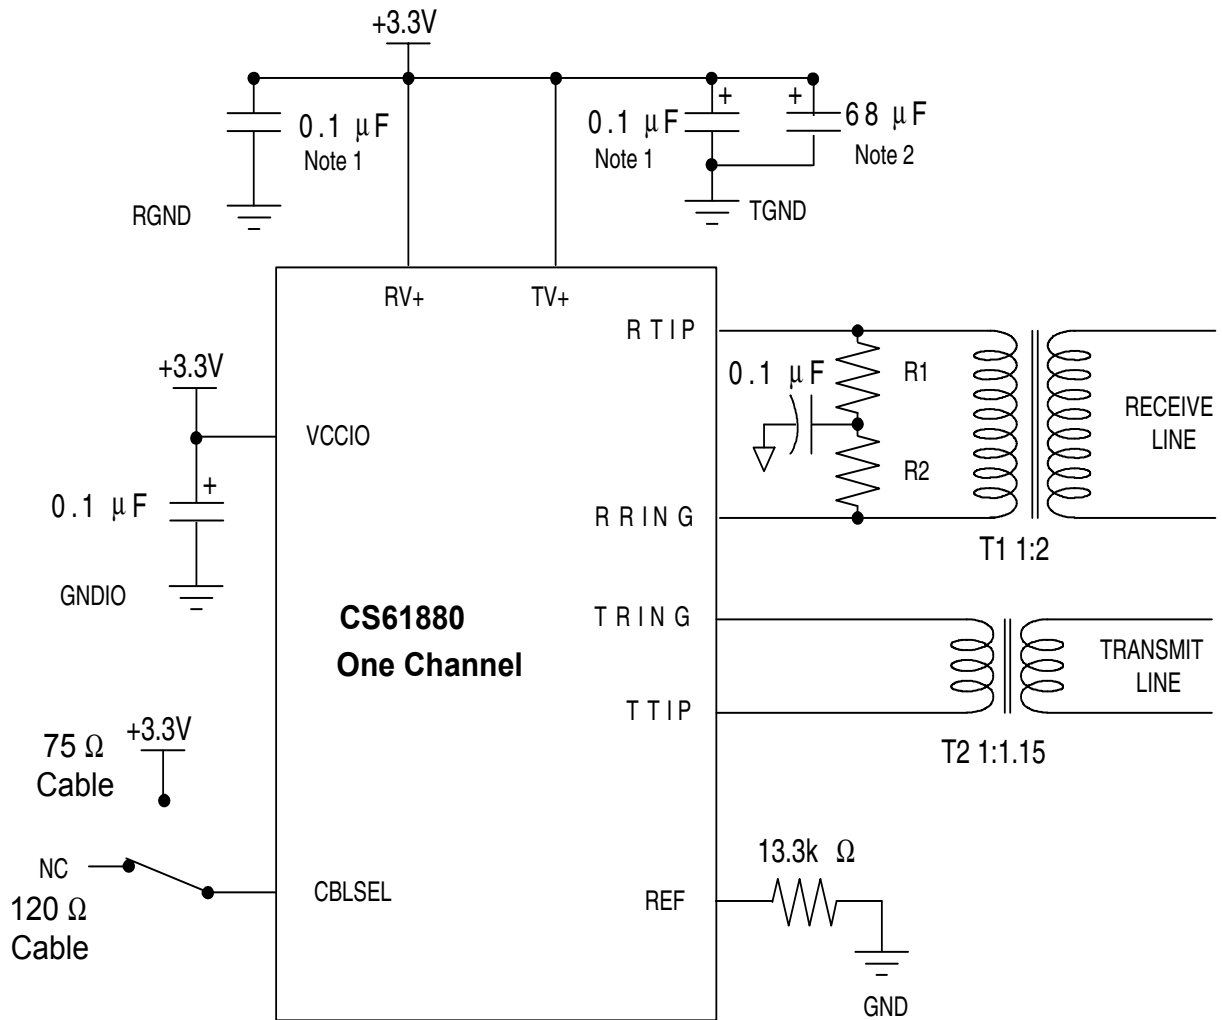 +3.3V
+
+
0.1 µF
Note 1
0.1 µF
Note 1
68 µF
Note 2
RGND
TGND
RV+
TV+
RTIP
+3.3V
0.1 µF
R1
RECEIVE
LINE
VCCIO
R2
+
0.1 µF
RRING
T1 1:2
GNDIO
CS61880
One Channel
TRING
TRANSMIT
LINE
TTIP
T2 1:1.15
+3.3V
75 Ω
Cable
NC
120 Ω
Cable
CBLSEL
13.3k Ω
REF
GND